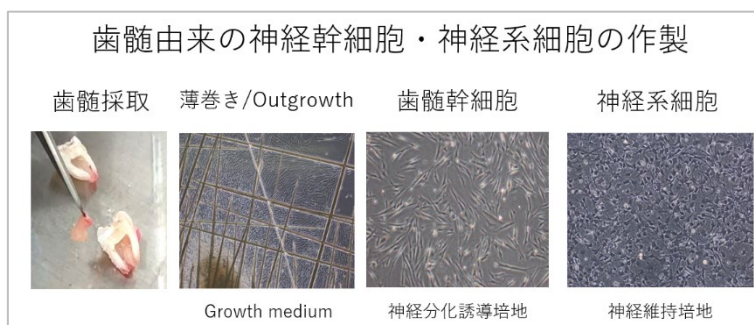 歯髄由来の神経幹細胞・神経系細胞の作製
歯髄採取
薄巻き/Outgrowth
歯髄幹細胞
神経系細胞
Growth medium
神経分化誘導培地
神経維持培地